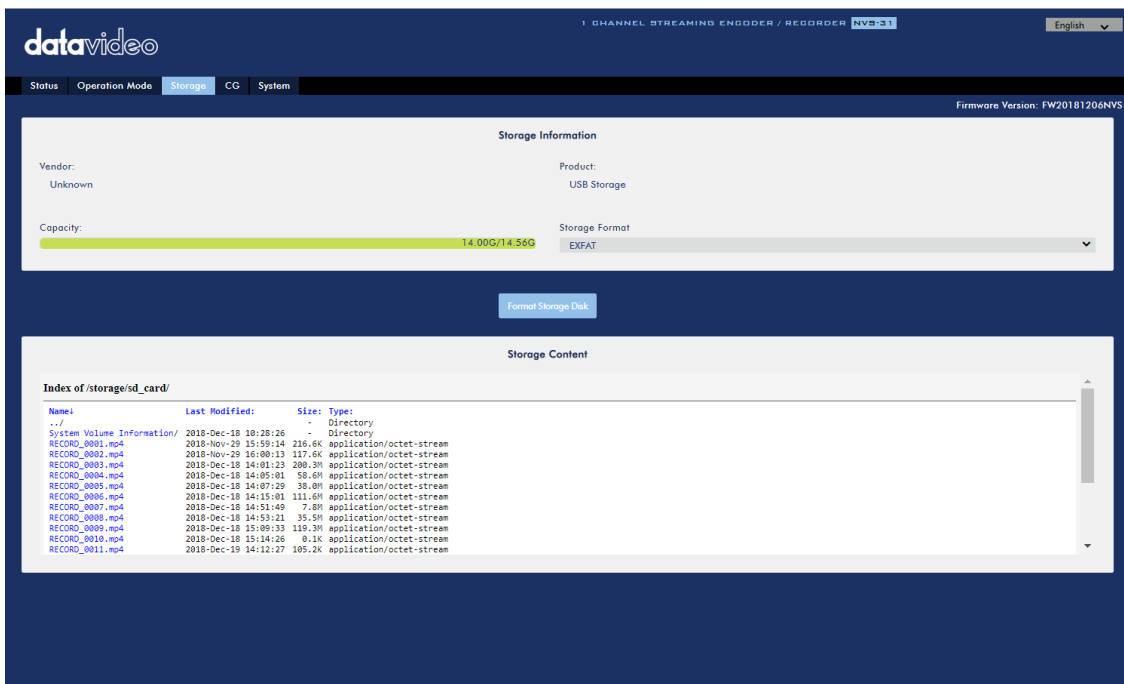 1 CHANNEL STREAMING ENCODER / RECORDER NVS-31
English
datavideo
Status Operation Mode Storage CG System
Firmware Version: FW20181206NVS
Storage Information
Vendor: Product:
Unknown USB Storage
Capacity: Storage Format
14.00G/14.56G EXFAT
Format Storage Disk
Storage Content
Index of /storage/sd_card/
Name↓ Last Modified: Size: Type:
../ - Directory
System Volume Information/ 2018-Dec-18 10:28:26 - Directory
RECORD_0001.mp4 2018-Nov-29 15:59:14 216.6K application/octet-stream
RECORD_0002.mp4 2018-Nov-29 16:00:13 117.6K application/octet-stream
RECORD_0003.mp4 2018-Dec-18 14:01:23 200.3M application/octet-stream
RECORD_0004.mp4 2018-Dec-18 14:05:01 58.6M application/octet-stream
RECORD_0005.mp4 2018-Dec-18 14:07:29 38.0M application/octet-stream
RECORD_0006.mp4 2018-Dec-18 14:15:01 111.6M application/octet-stream
RECORD_0007.mp4 2018-Dec-18 14:51:49 7.8M application/octet-stream
RECORD_0008.mp4 2018-Dec-18 14:53:21 35.5M application/octet-stream
RECORD_0009.mp4 2018-Dec-18 15:09:33 119.3M application/octet-stream
RECORD_0010.mp4 2018-Dec-18 15:14:26 0.1K application/octet-stream
RECORD_0011.mp4 2018-Dec-19 14:12:27 105.2K application/octet-stream